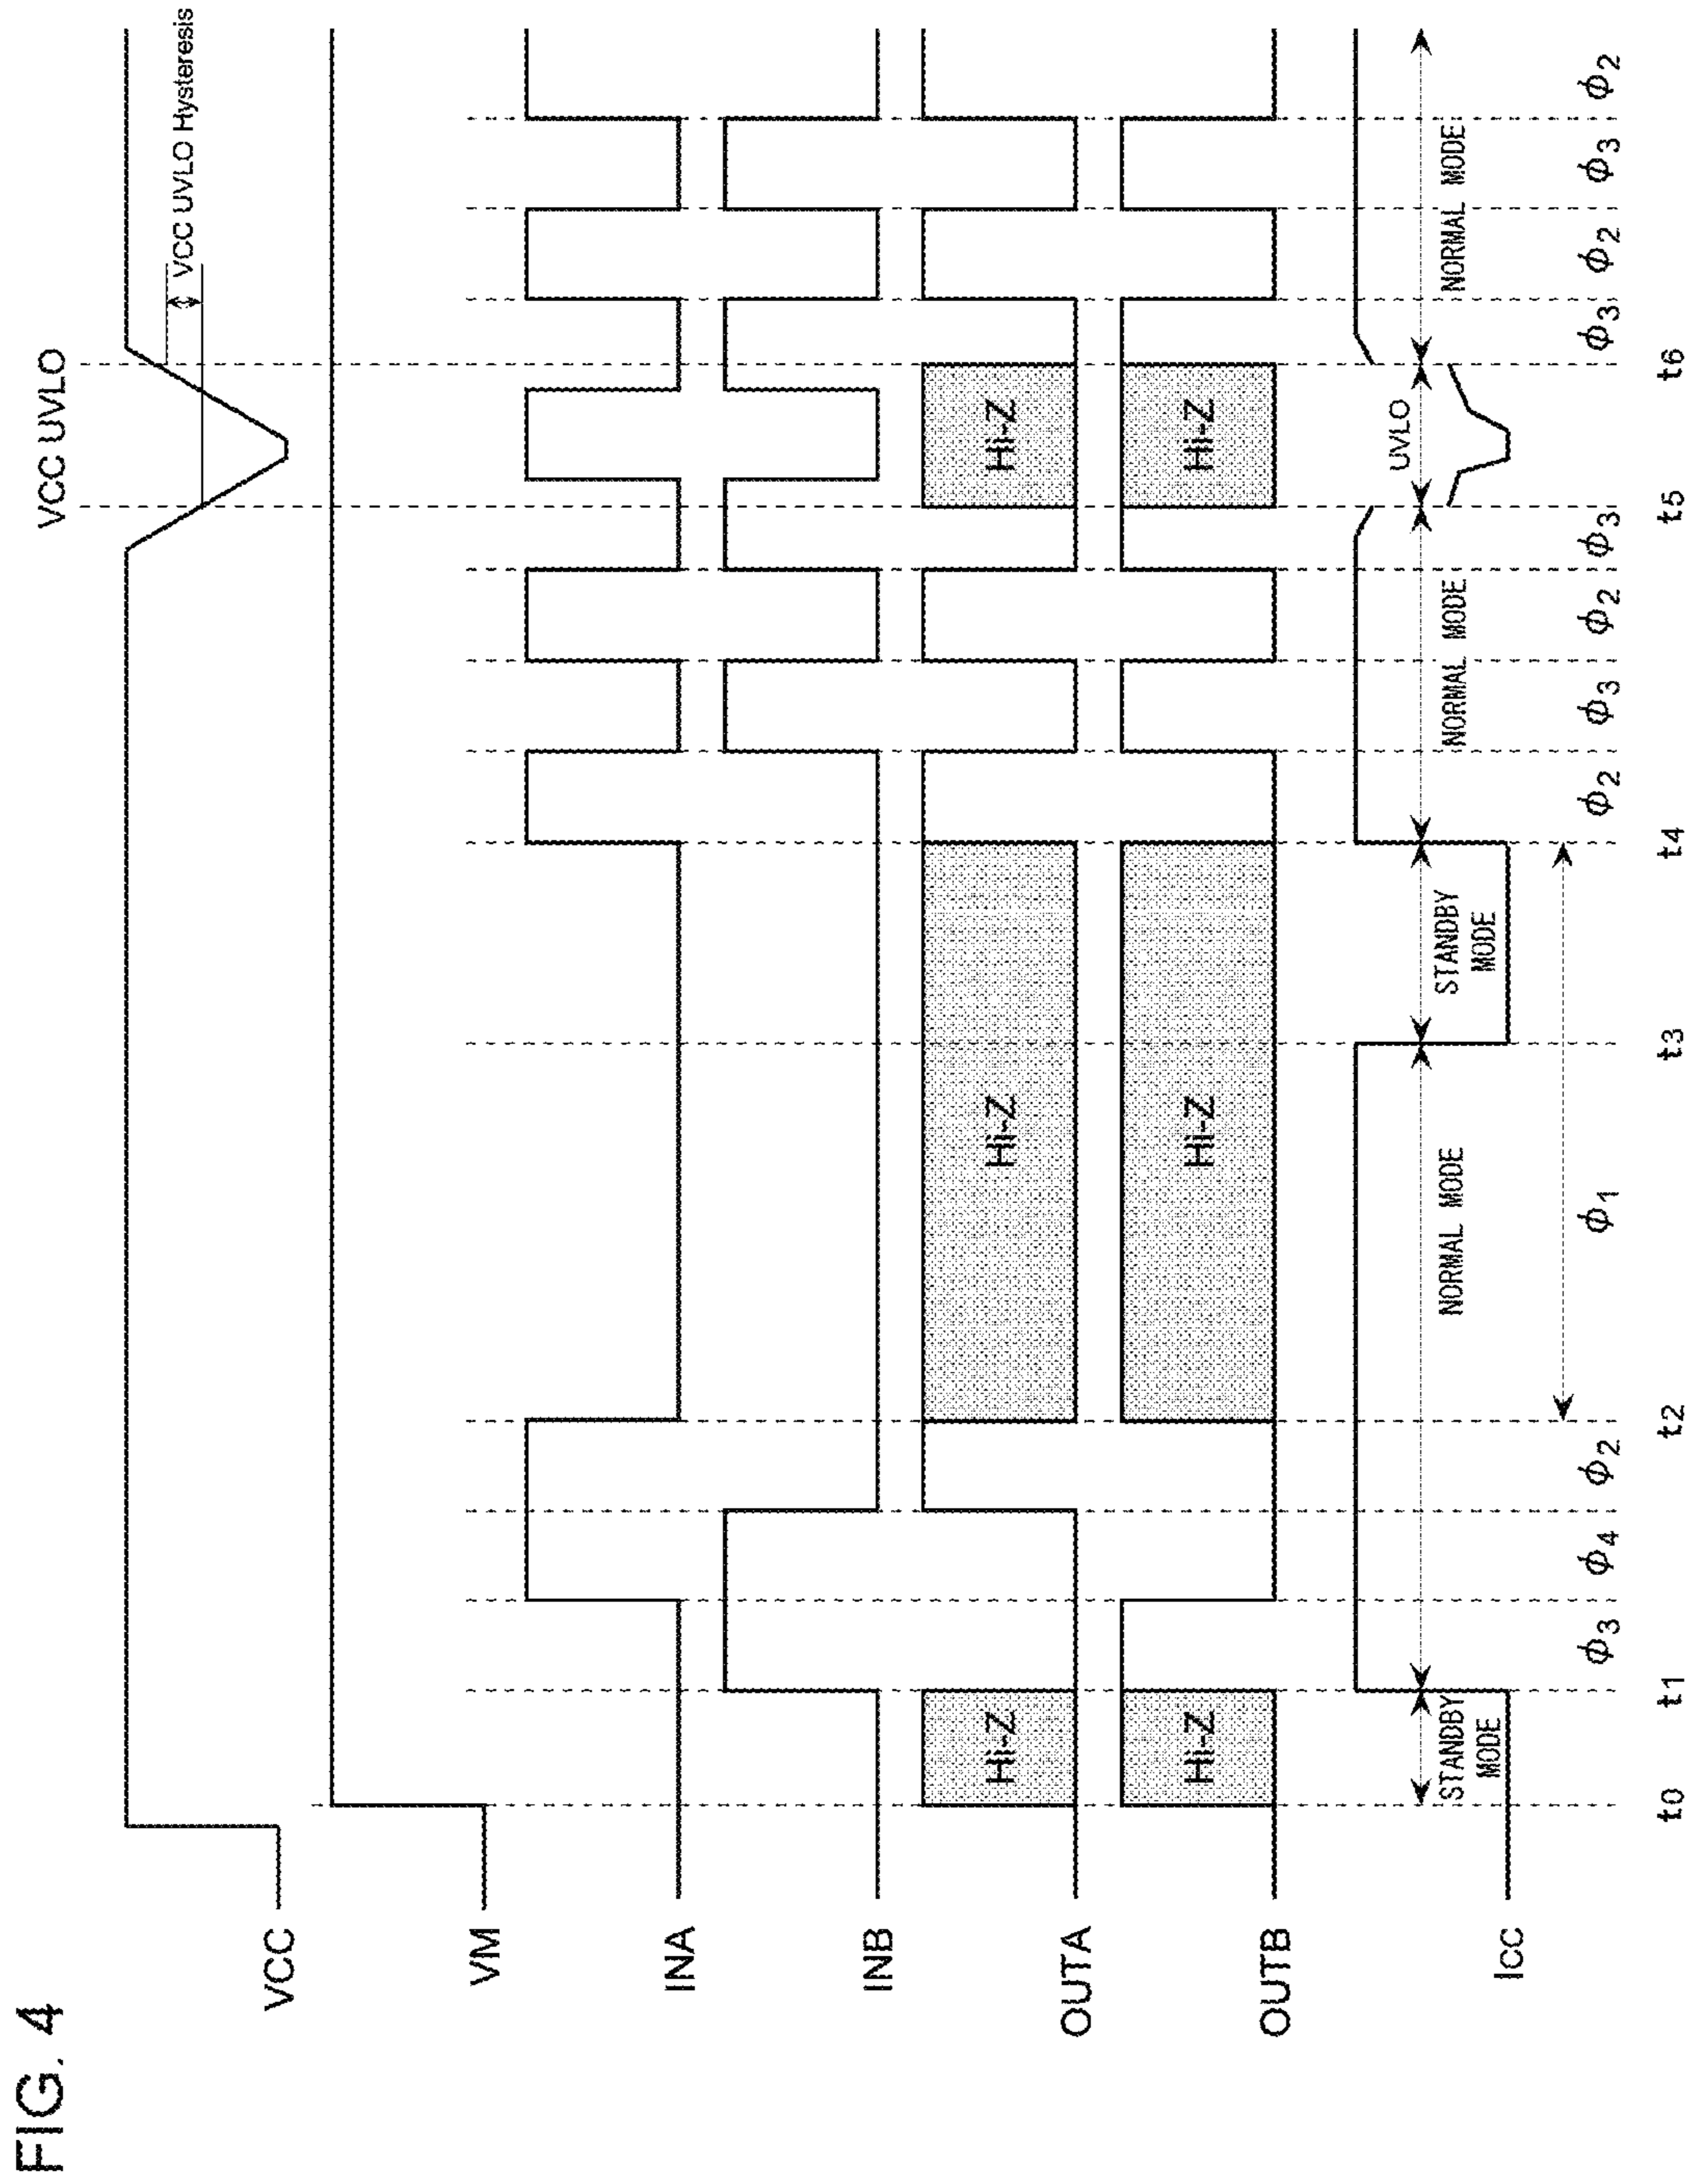 FIG. 4
VCC UVLO
VCC UVLO Hysteresis
VCC
VM
INA
INB
OUTA
Hi-Z
Hi-Z
Hi-Z
OUTB
Hi-Z
Hi-Z
Hi-Z
ICC
STANDBY
MODE
NORMAL MODE
STANDBY
MODE
NORMAL MODE
UVLO
NORMAL MODE
ϕ3 ϕ4 ϕ2 ϕ1 ϕ2 ϕ3 ϕ2 ϕ3 ϕ3 ϕ2 ϕ3 ϕ2
t0 t1 t2 t3 t4 t5 t6